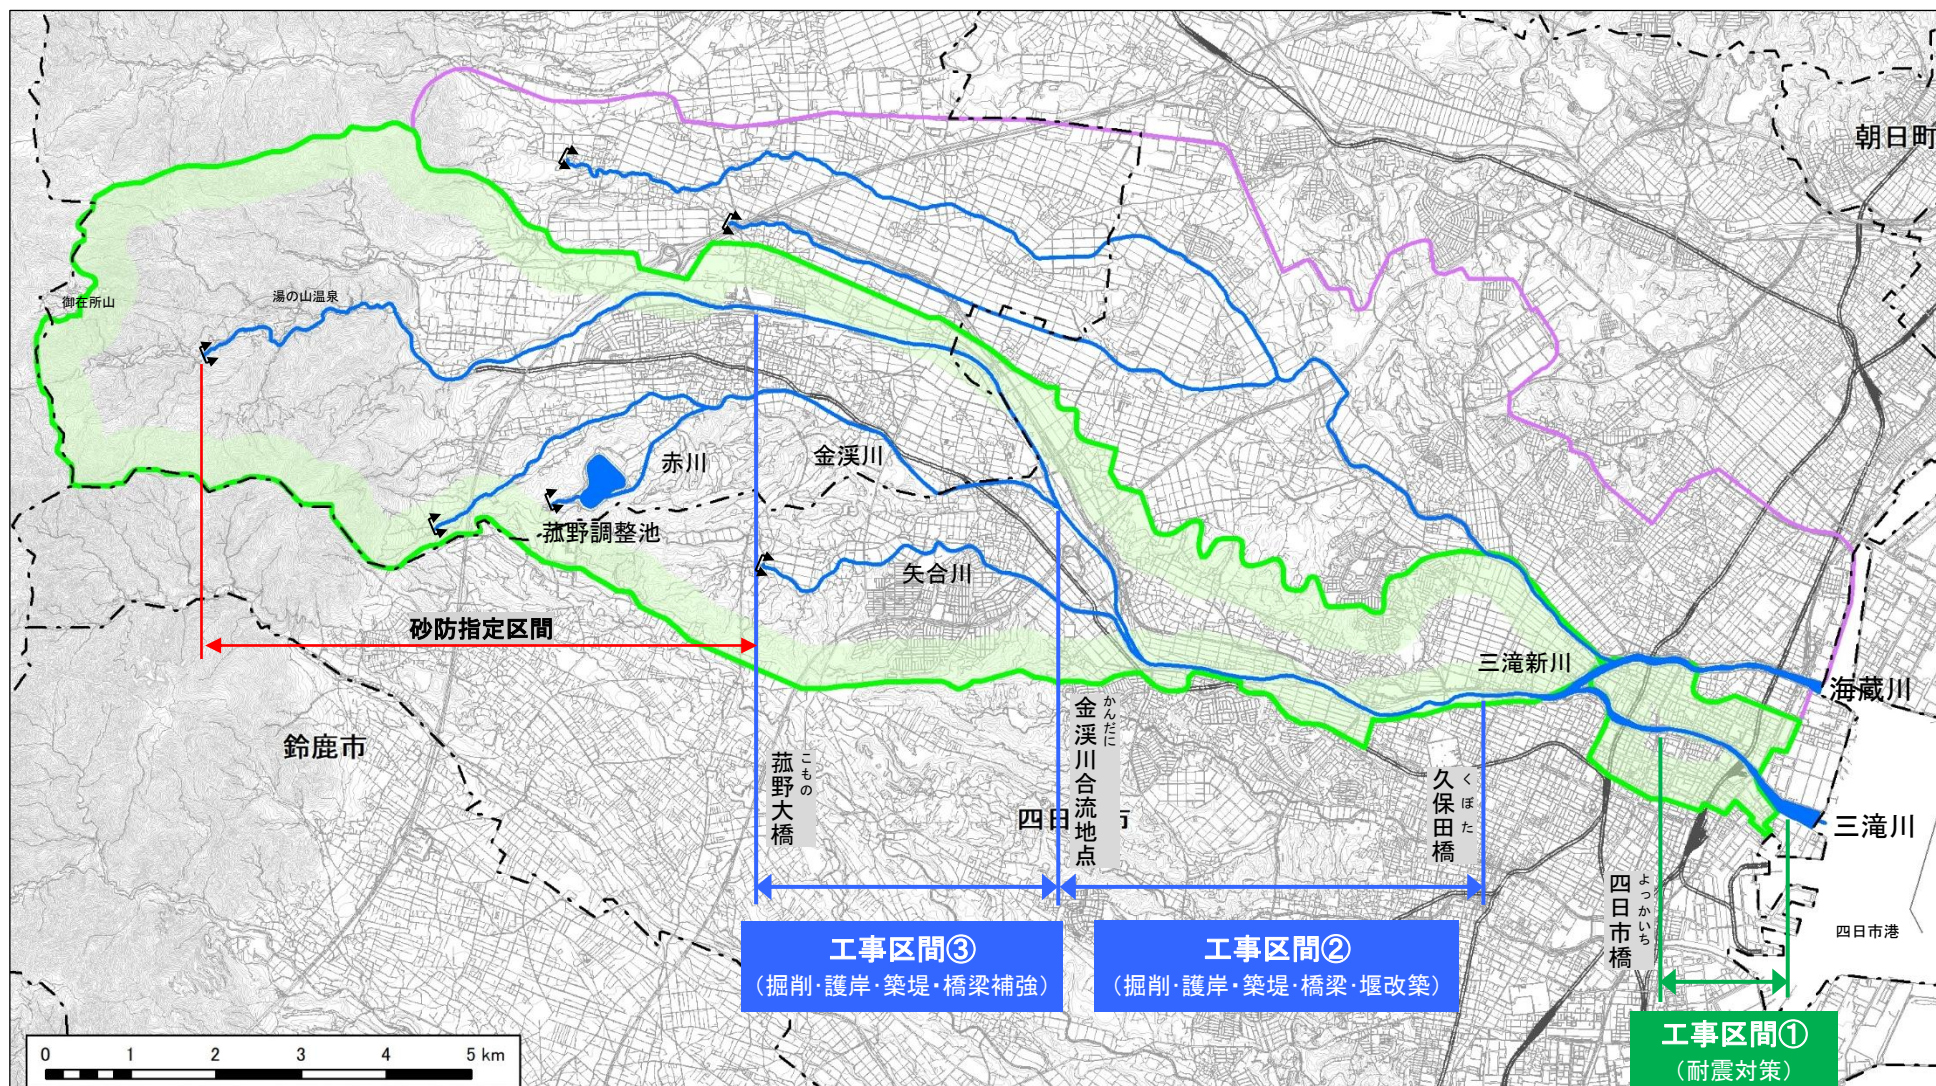 朝日町
御在所山
湯の山温泉
赤川
金渓川
菰野調整池
矢合川
砂防指定区間
三滝新川
海蔵川
鈴鹿市
菰野大橋
こもの
四日
市
金渓川合流地点
かんだに
久保田橋
くぼた
三滝川
四日市橋
よっかいち
四日市港
工事区間③
（掘削・護岸・築堤・橋梁補強）
工事区間②
（掘削・護岸・築堤・橋梁・堰改築）
工事区間①
（耐震対策）
0 1 2 3 4 5 km